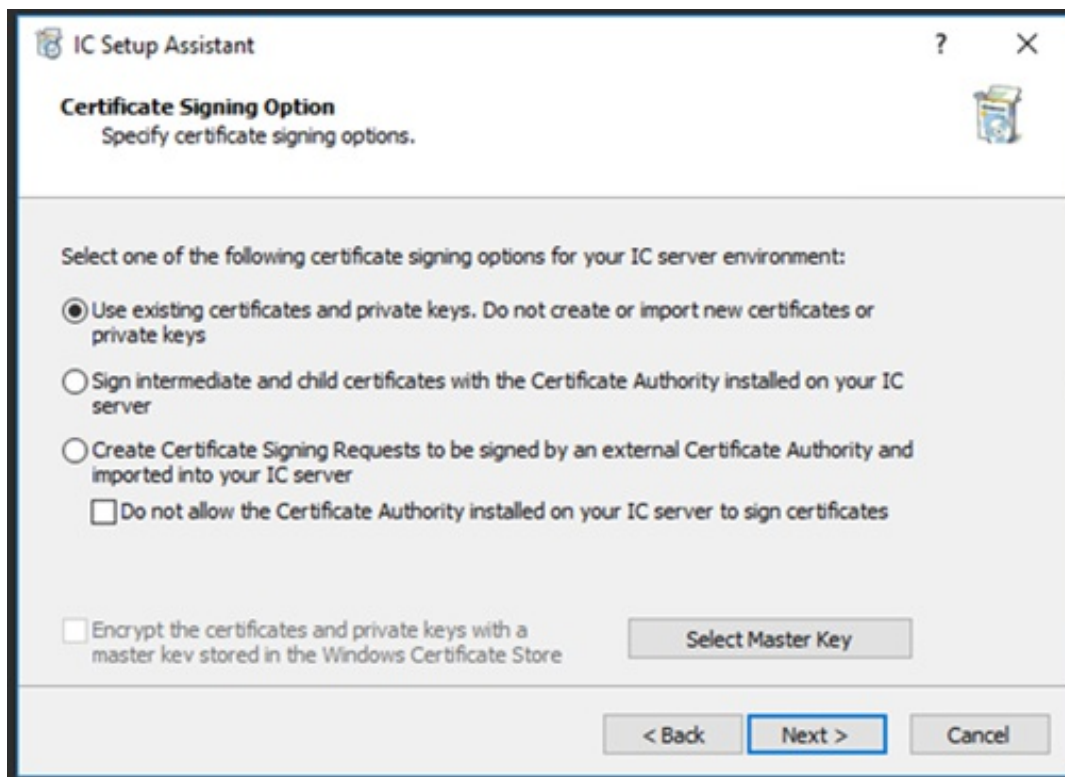 IC Setup Assistant
?
Certificate Signing Option
Specify certificate signing options.
Select one of the following certificate signing options for your IC server environment:
Use existing certificates and private keys. Do not create or import new certificates or
private keys
Sign intermediate and child certificates with the Certificate Authority installed on your IC
server
Create Certificate Signing Requests to be signed by an external Certificate Authority and
imported into your IC server
Do not allow the Certificate Authority installed on your IC server to sign certificates
Encrypt the certificates and private keys with a
master key stored in the Windows Certificate Store
Select Master Key
< Back
Next >
Cancel